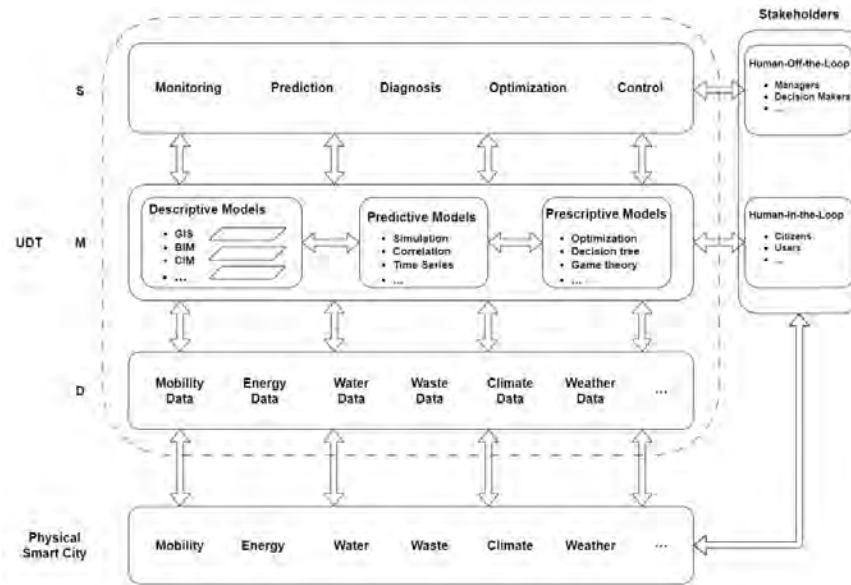 Stakeholders
S
Monitoring Prediction Diagnosis Optimization Control
Human-Off-the-Loop
• Managers
• Decision Makers
• ...
UDT M
Descriptive Models
• GIS
• BIM
• CIM
• ...
Predictive Models
• Simulation
• Correlation
• Time Series
• ...
Prescriptive Models
• Optimization
• Decision tree
• Game theory
• ...
Human-in-the-Loop
• Citizens
• Users
• ...
D
Mobility Energy Water Waste Climate Weather ...
Data Data Data Data Data Data
Physical
Smart City
Mobility Energy Water Waste Climate Weather ...